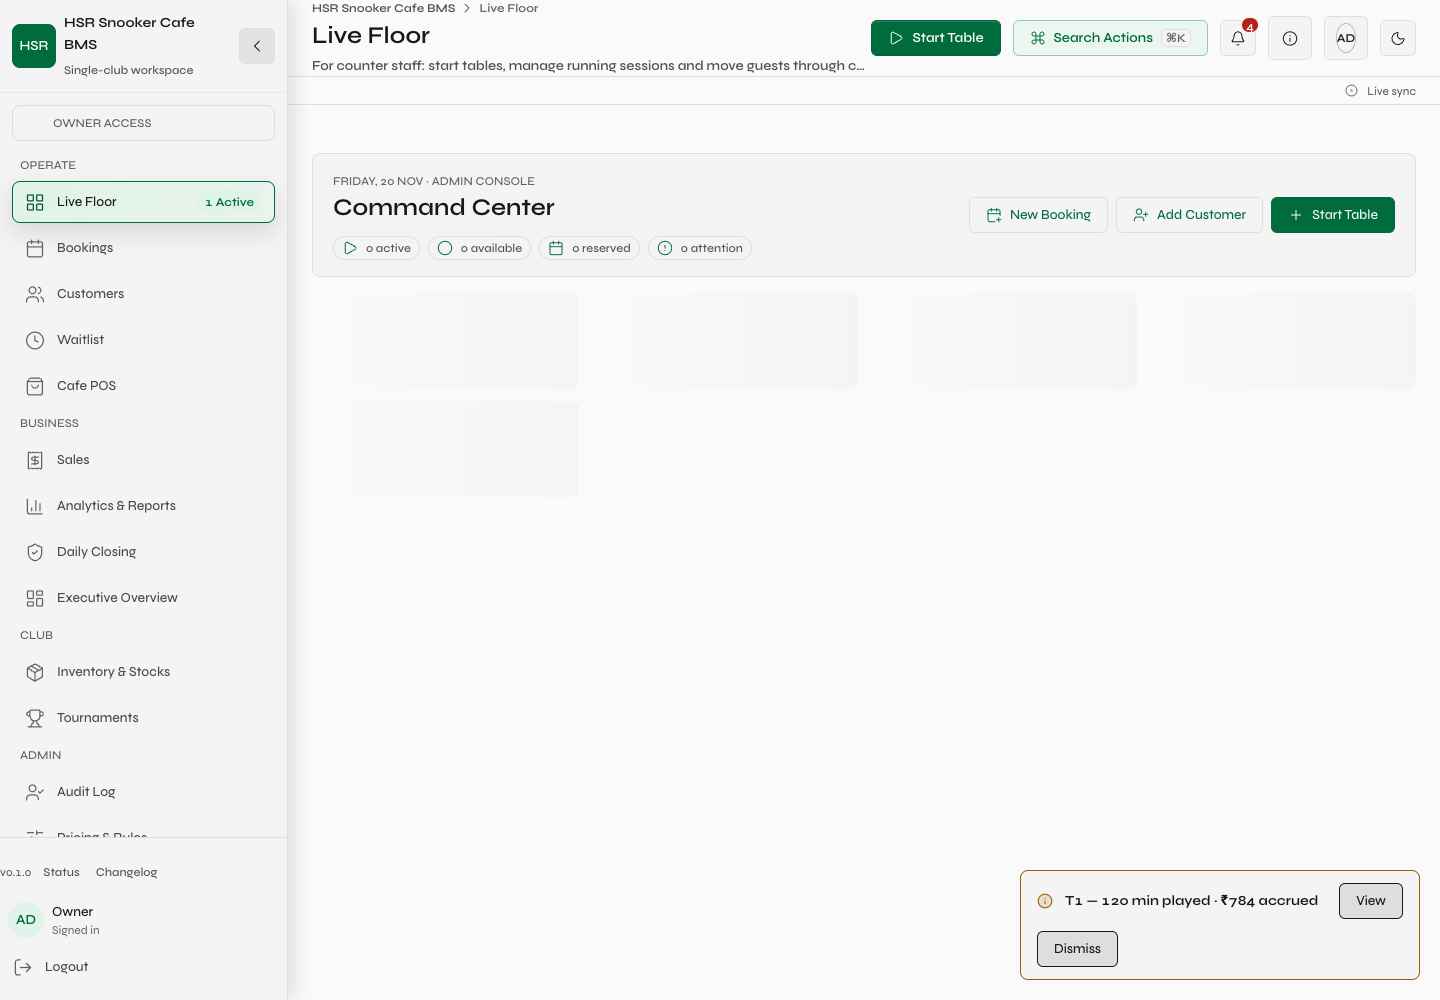 HSR
HSR Snooker Cafe
BMS
Single-club workspace
OWNER ACCESS
OPERATE
Live Floor
1 Active
Bookings
Customers
Waitlist
Cafe POS
BUSINESS
Sales
Analytics & Reports
Daily Closing
Executive Overview
CLUB
Inventory & Stocks
Tournaments
ADMIN
Audit Log
Pricing & Rules
v0.1.0 Status Changelog
AD
Owner
Signed in
Logout
HSR Snooker Cafe BMS > Live Floor
Live Floor
For counter staff: start tables, manage running sessions and move guests through c…
Start Table
Search Actions ⌘K
4
AD
Live sync
FRIDAY, 20 NOV · ADMIN CONSOLE
Command Center
0 active
0 available
0 reserved
0 attention
New Booking
Add Customer
Start Table
T1 — 120 min played · ₹784 accrued
View
Dismiss